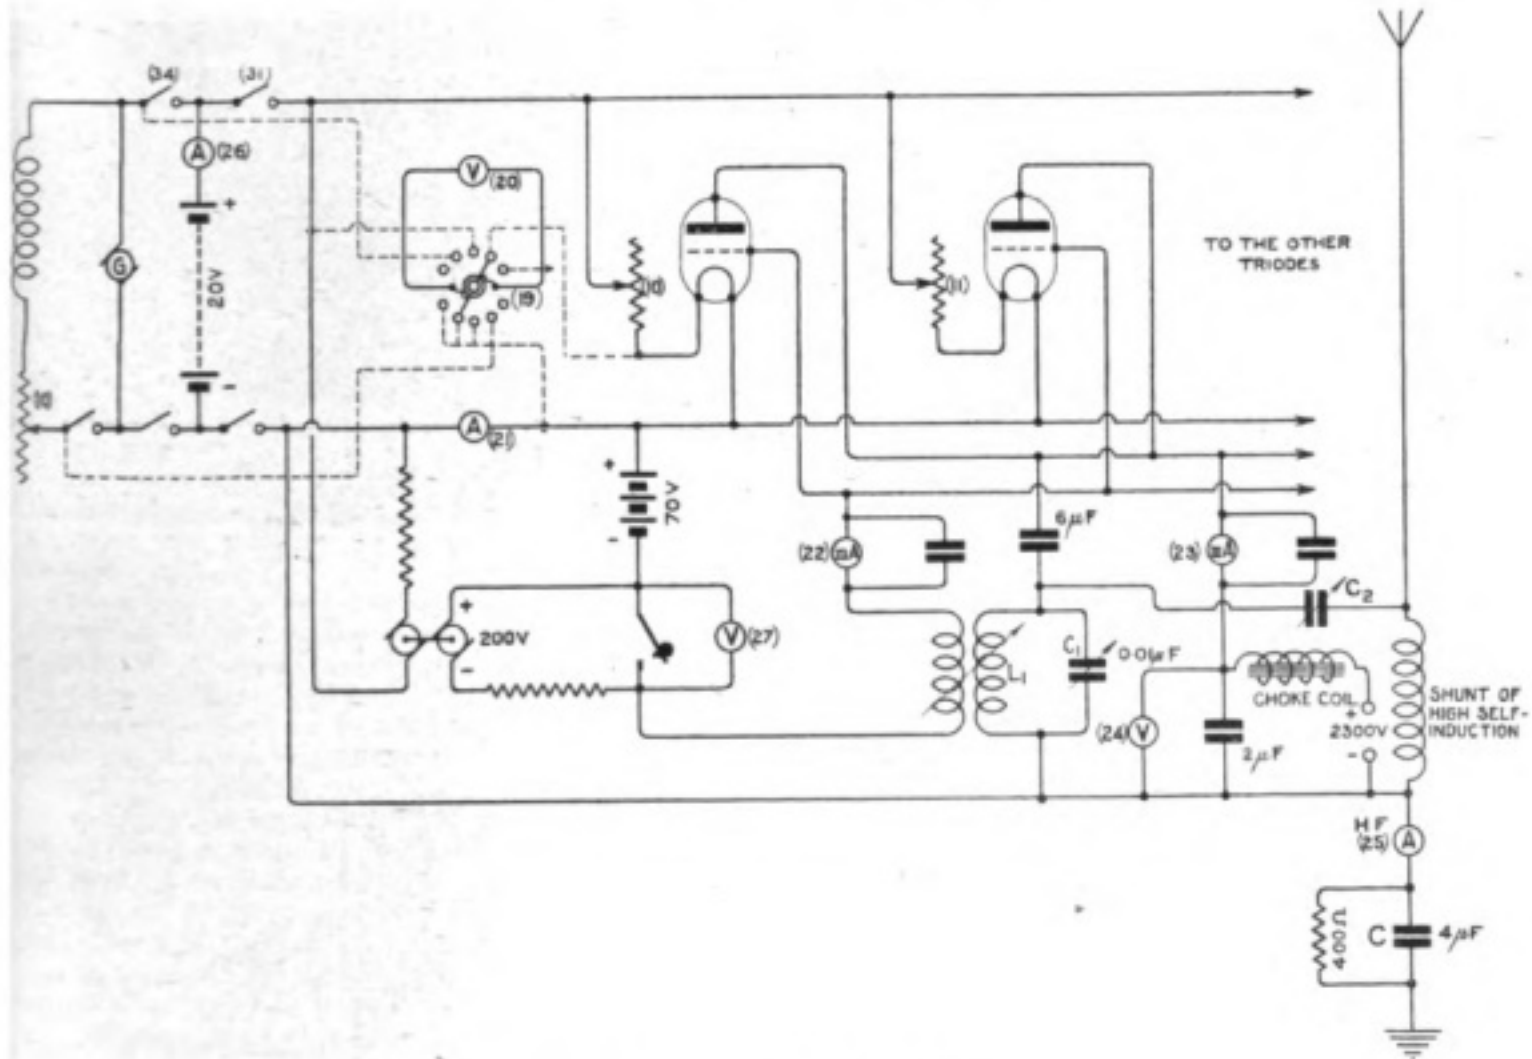 (34)
(31)
A
(26)
+
V
(20)
G
20V
(19)
(10)
(11)
TO THE OTHER
TRIODES
-
A
(21)
+
70V
-
6μF
(22)
mA
(23)
mA
C2
+
200V
-
V
(27)
C1
0.01μF
L1
CHOKE COIL
+
2300V
-
SHUNT OF
HIGH SELF-
INDUCTION
(24)
V
2μF
HF
(25)
A
400Ω
C
4μF